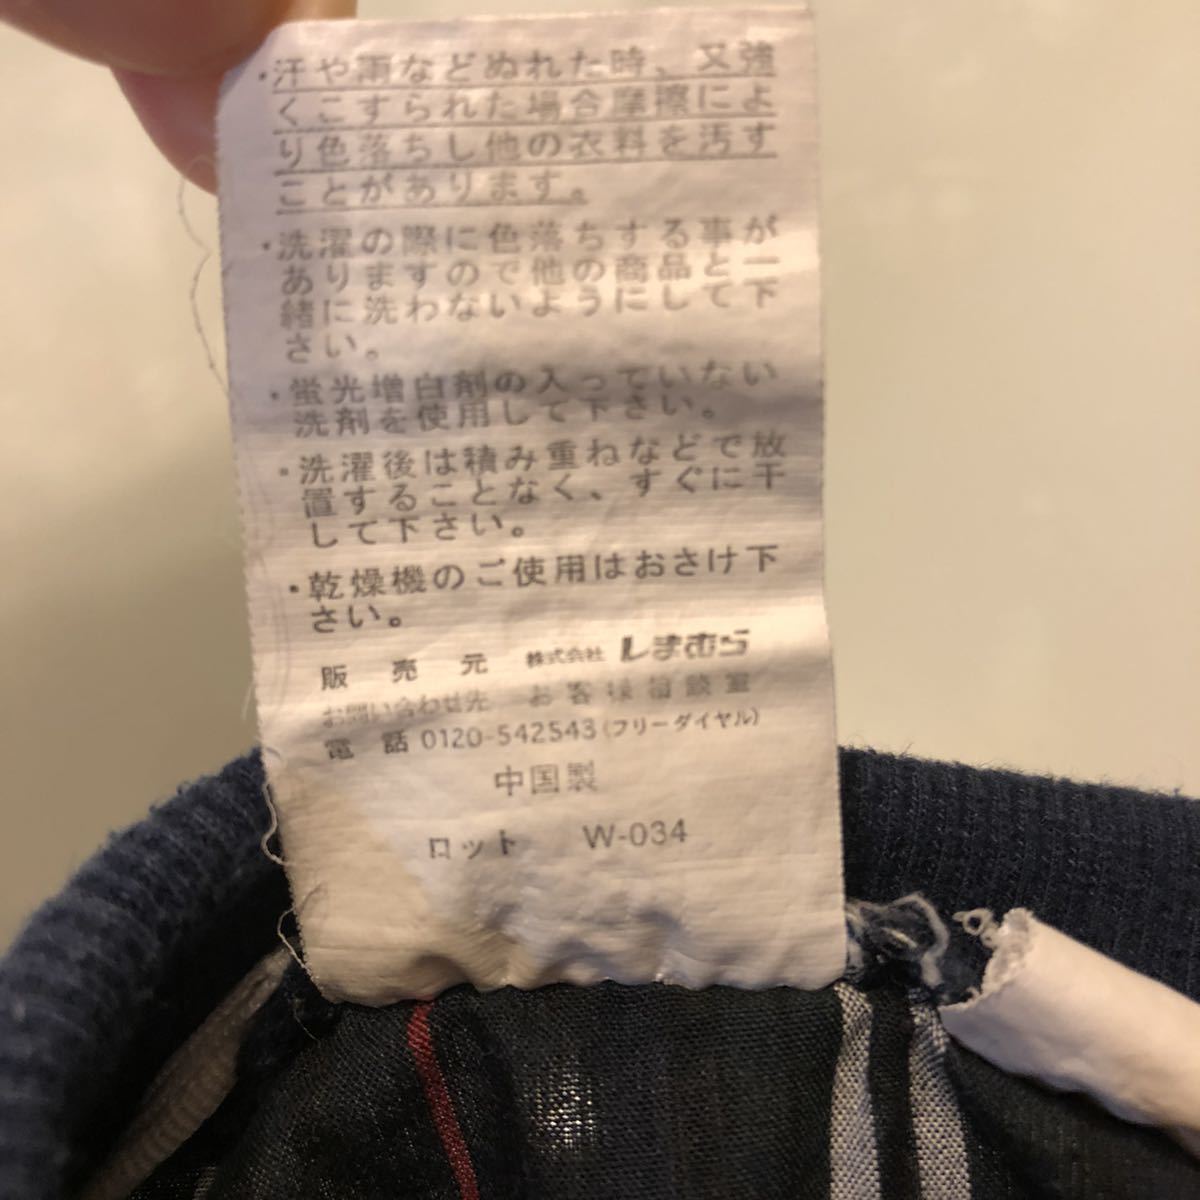 ・汗や雨などぬれた時、又強
くこすられた場合摩擦によ
り色落ちし他の衣料を汚す
ことがあります。
・洗濯の際に色落ちする事が
ありますので他の商品と一
緒に洗わないようにして下
さい。
・蛍光増白剤の入っていない
洗剤を使用して下さい。
・洗濯後は積み重ねなどで放
置することなく、すぐに干
して下さい。
・乾燥機のご使用はおさけ下
さい。
販売元 株式会社 しまむら
お問い合わせ先 お客様相談室
電話 0120-542543(フリーダイヤル)
中国製
ロット W-034